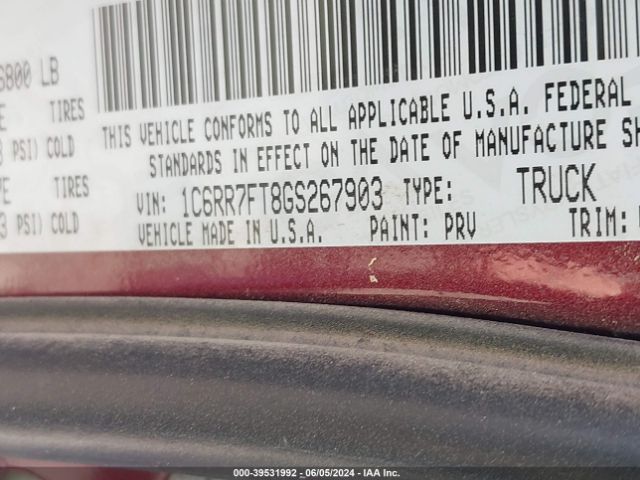 6800 LB
TIRES
PSI) COLD
TIRES
PSI) COLD
THIS VEHICLE CONFORMS TO ALL APPLICABLE U.S.A. FEDERAL
STANDARDS IN EFFECT ON THE DATE OF MANUFACTURE SH
VIN: 1C6RR7FT8GS267903 TYPE: TRUCK
VEHICLE MADE IN U.S.A. PAINT: PRV TRIM:
000-39531992 - 06/05/2024 - IAA Inc.